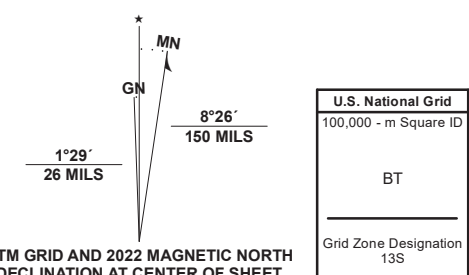 ★
MN
GN
8°26´
150 MILS
1°29´
26 MILS
TM GRID AND 2022 MAGNETIC NORTH
DECLINATION AT CENTER OF SHEET
U.S. National Grid
100,000 - m Square ID
BT
Grid Zone Designation
13S